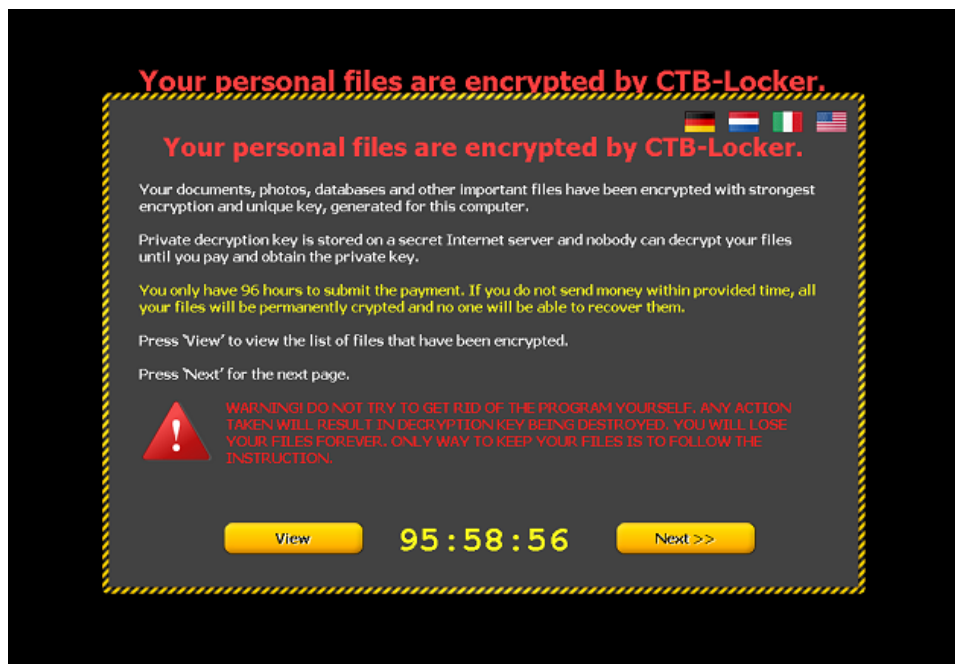 Your personal files are encrypted by CTB-Locker.
Your personal files are encrypted by CTB-Locker.
Your documents, photos, databases and other important files have been encrypted with strongest
encryption and unique key, generated for this computer.
Private decryption key is stored on a secret Internet server and nobody can decrypt your files
until you pay and obtain the private key.
You only have 96 hours to submit the payment. If you do not send money within provided time, all
your files will be permanently crypted and no one will be able to recover them.
Press 'View' to view the list of files that have been encrypted.
Press 'Next' for the next page.
WARNING! DO NOT TRY TO GET RID OF THE PROGRAM YOURSELF. ANY ACTION
TAKEN WILL RESULT IN DECRYPTION KEY BEING DESTROYED. YOU WILL LOSE
YOUR FILES FOREVER. ONLY WAY TO KEEP YOUR FILES IS TO FOLLOW THE
INSTRUCTION.
View 95:58:56 Next >>